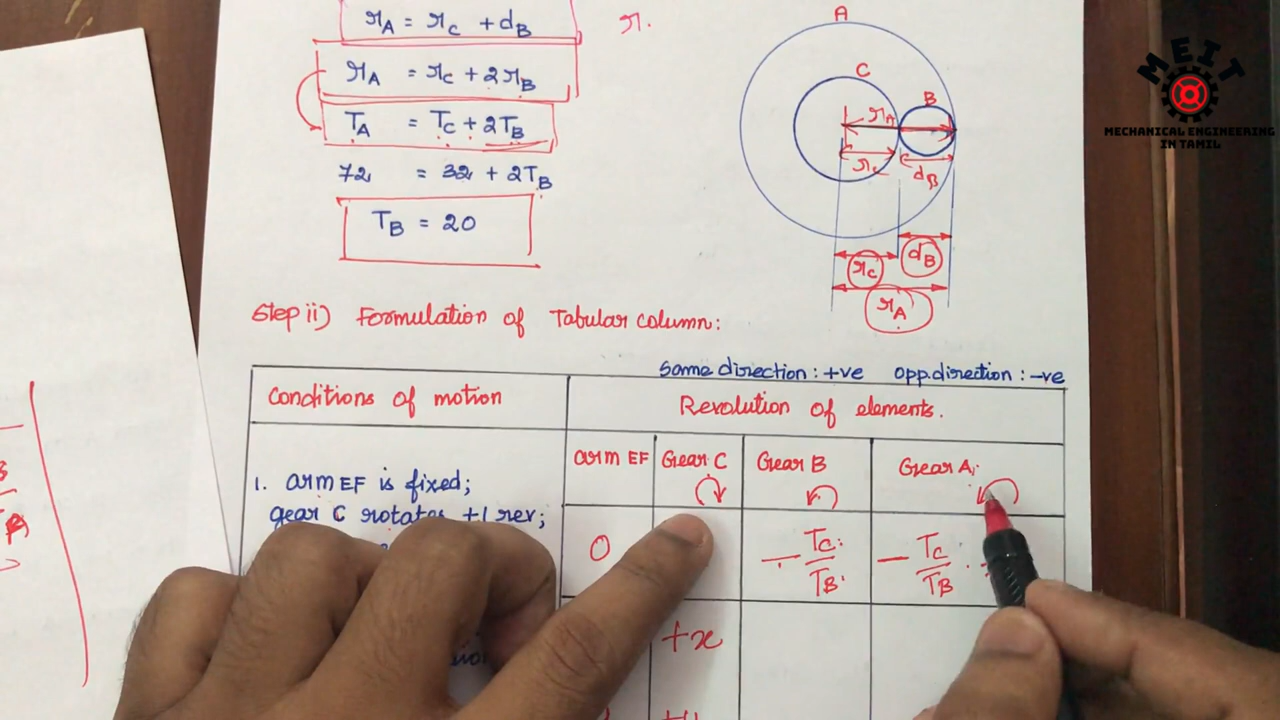 rA = rC + dB
rA = rC + 2rB
TA = TC + 2TB
72 = 32 + 2TB
TB = 20
r.
A
C
B
rA
rC
dB
rC
dB
rA
MEIT
MECHANICAL ENGINEERING
IN TAMIL
Step ii) Formulation of Tabular column:
Same direction : +ve opp.direction : -ve
Conditions of motion
Revolution of elements.
arm EF
Gear C
Gear B
Gear A
1. arm EF is fixed;
gear C rotates +1 rev;
0
- TC/TB
- TC/TB .
+x